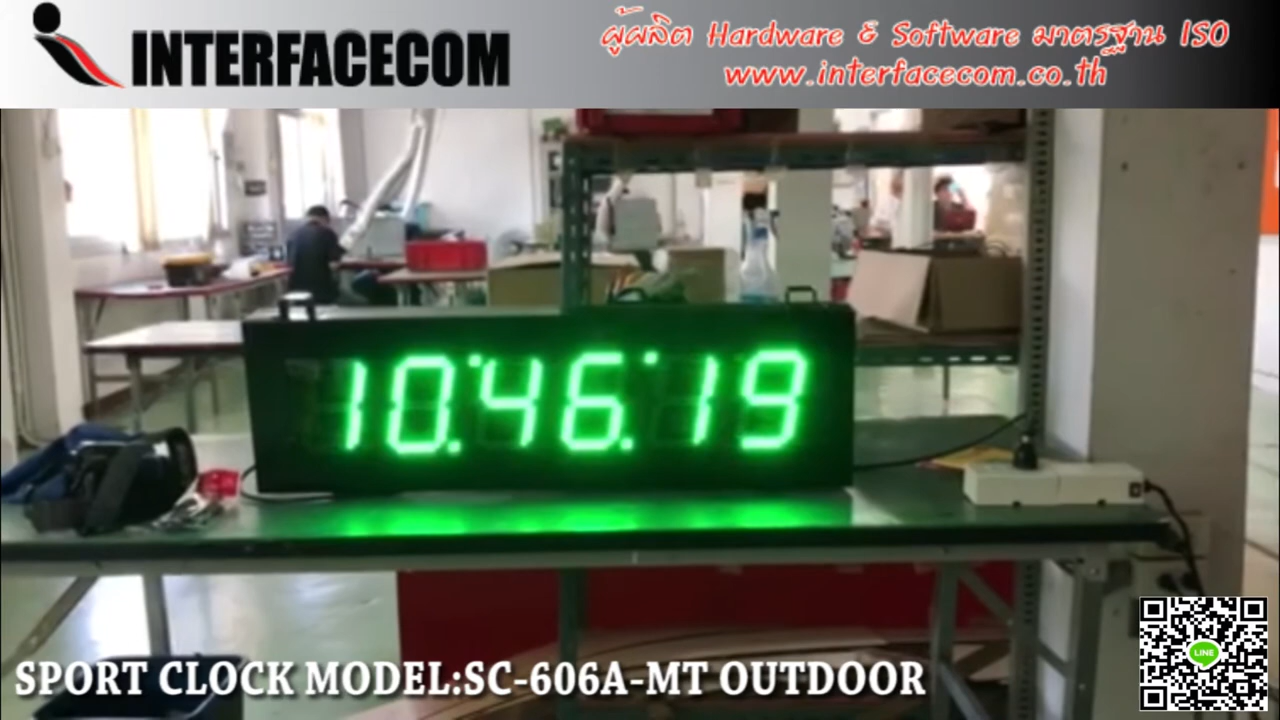 INTERFACECOM
ผู้ผลิต Hardware & Software มาตรฐาน ISO
www.interfacecom.co.th
10:46:19
LINE
SPORT CLOCK MODEL:SC-606A-MT OUTDOOR